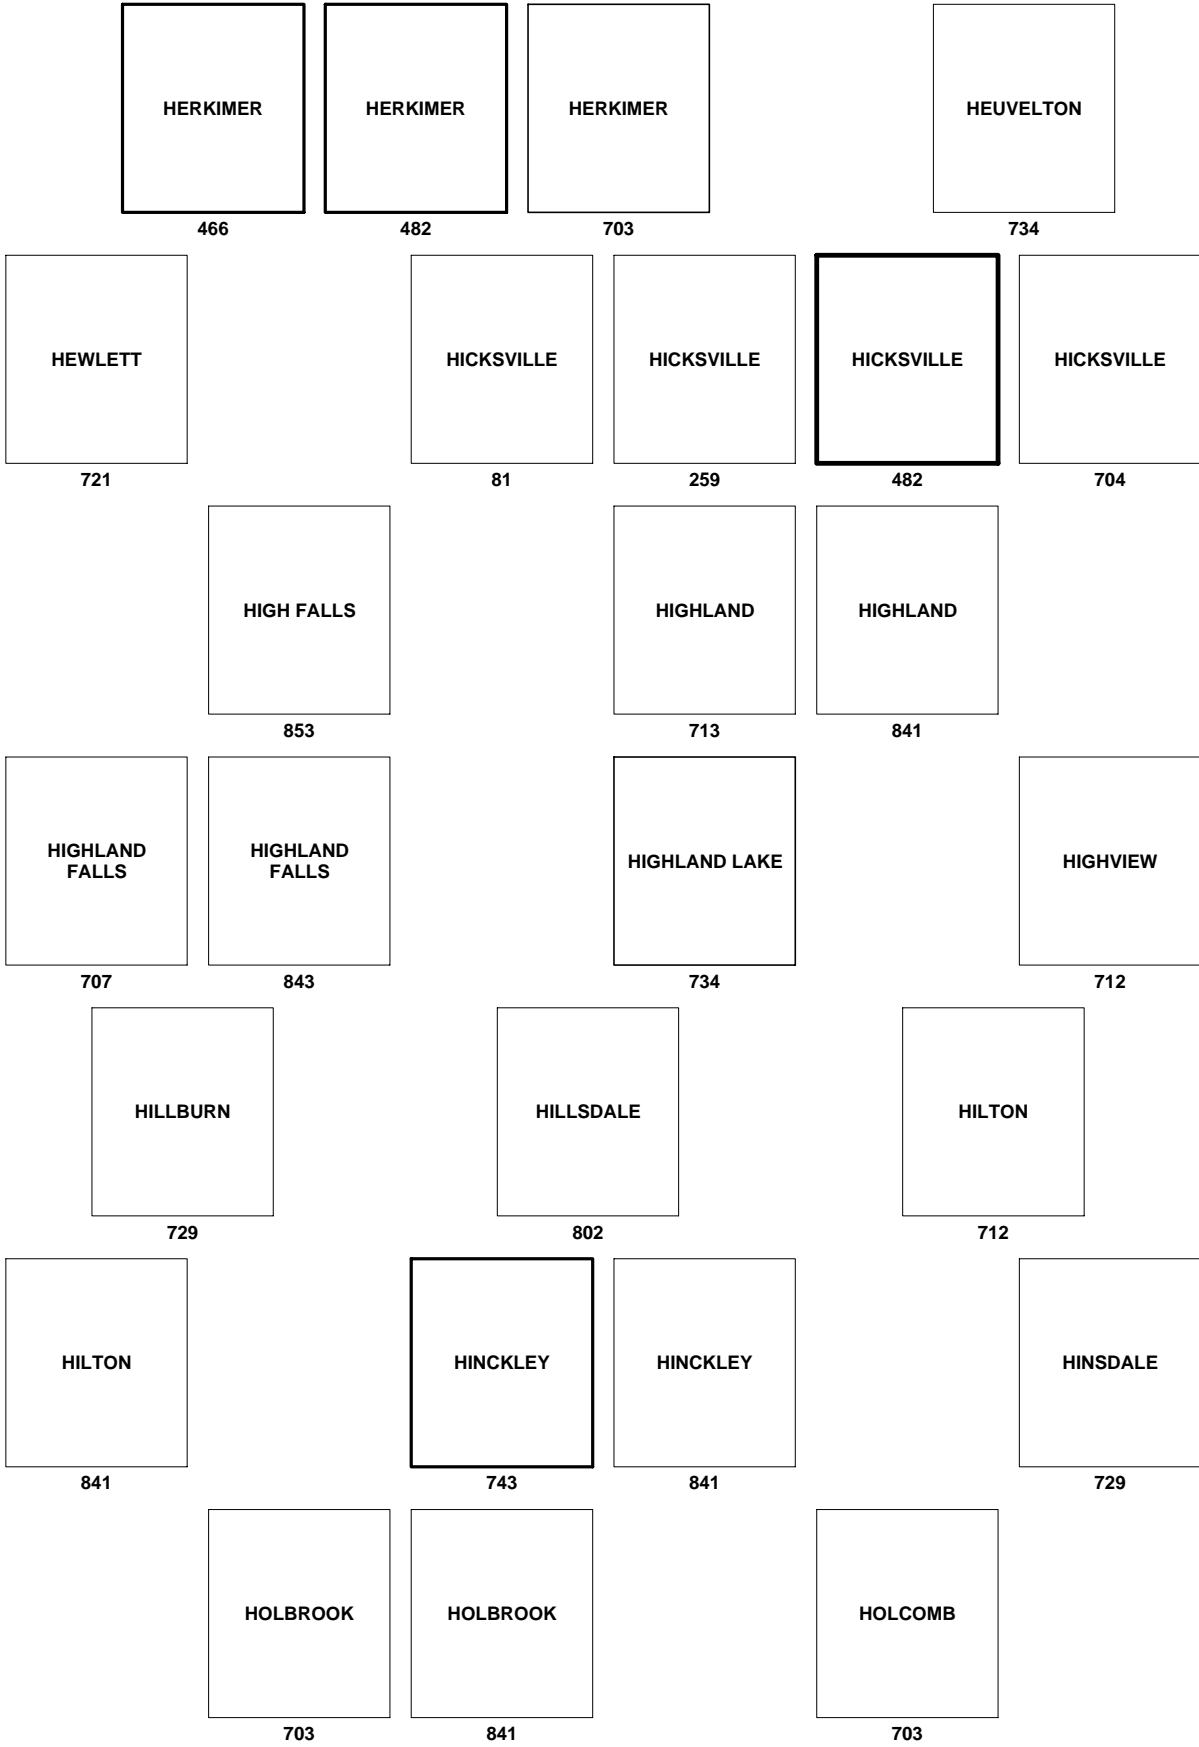 HERKIMER HERKIMER HERKIMER HEUVELTON
466 482 703 734
HEWLETT HICKSVILLE HICKSVILLE HICKSVILLE HICKSVILLE
721 81 259 482 704
HIGH FALLS HIGHLAND HIGHLAND
853 713 841
HIGHLAND FALLS HIGHLAND FALLS HIGHLAND LAKE HIGHVIEW
707 843 734 712
HILLBURN HILLSDALE HILTON
729 802 712
HILTON HINCKLEY HINCKLEY HINSDALE
841 743 841 729
HOLBROOK HOLBROOK HOLCOMB
703 841 703